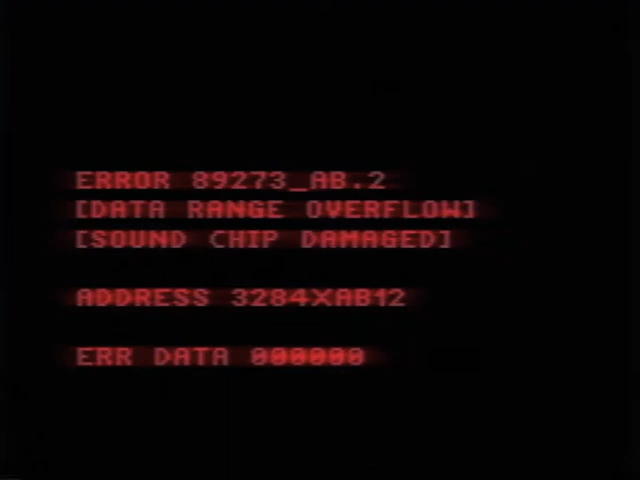 ERROR 89273_AB.2
[DATA RANGE OVERFLOW]
[SOUND CHIP DAMAGED]
ADDRESS 3284XAB12
ERR DATA 000000